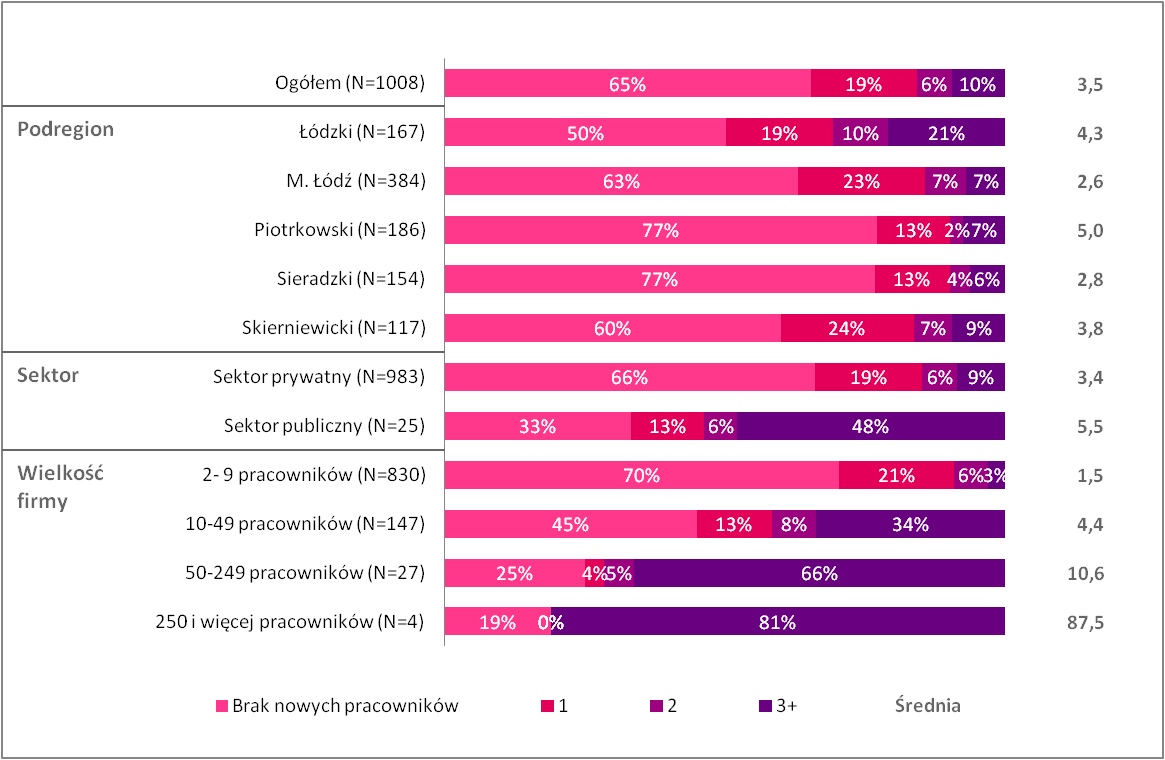 Ogółem (N=1008) 65% 19% 6% 10% 3,5
Podregion
Łódzki (N=167) 50% 19% 10% 21% 4,3
M. Łódź (N=384) 63% 23% 7% 7% 2,6
Piotrkowski (N=186) 77% 13% 2% 7% 5,0
Sieradzki (N=154) 77% 13% 4% 6% 2,8
Skierniewicki (N=117) 60% 24% 7% 9% 3,8
Sektor
Sektor prywatny (N=983) 66% 19% 6% 9% 3,4
Sektor publiczny (N=25) 33% 13% 6% 48% 5,5
Wielkość
firmy
2- 9 pracowników (N=830) 70% 21% 6% 3% 1,5
10-49 pracowników (N=147) 45% 13% 8% 34% 4,4
50-249 pracowników (N=27) 25% 4% 5% 66% 10,6
250 i więcej pracowników (N=4) 19% 0% 81% 87,5
Brak nowych pracowników 1 2 3+ Średnia